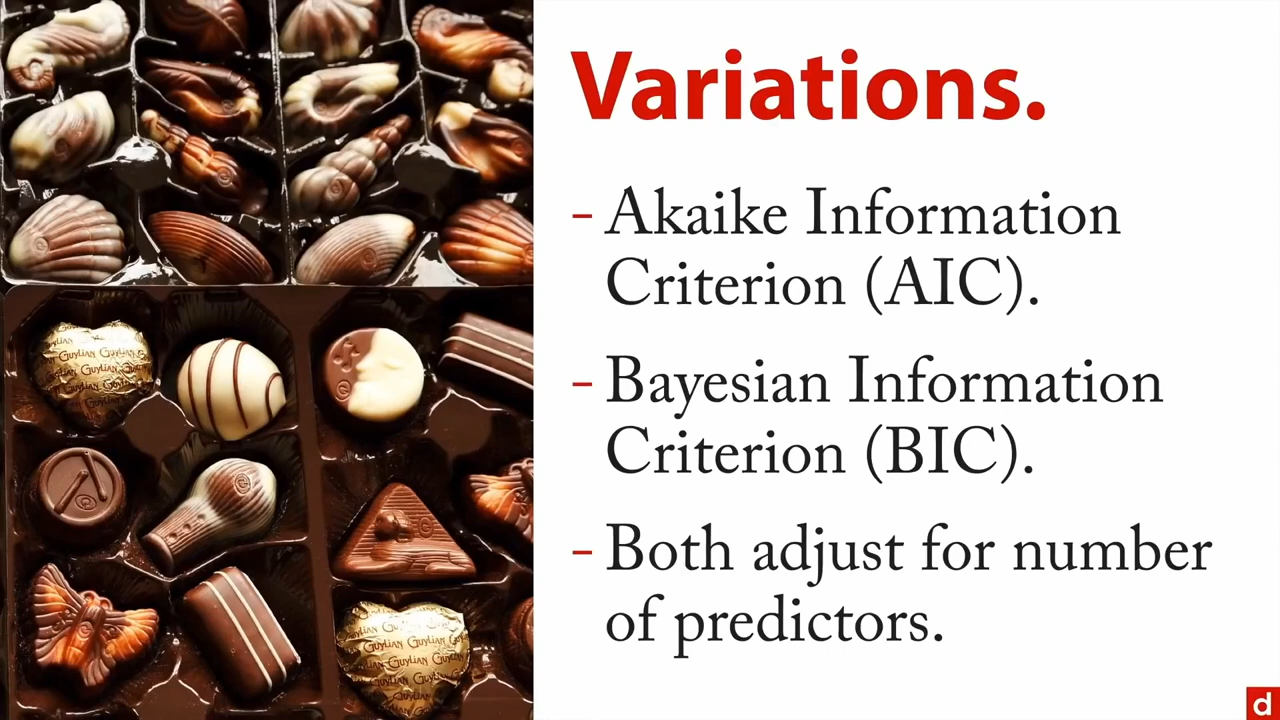 Variations.
- Akaike Information
Criterion (AIC).
- Bayesian Information
Criterion (BIC).
- Both adjust for number
of predictors.
GUYLIAN GUYLIAN
GUYLIAN
GUYLIAN
GUYLIAN
d